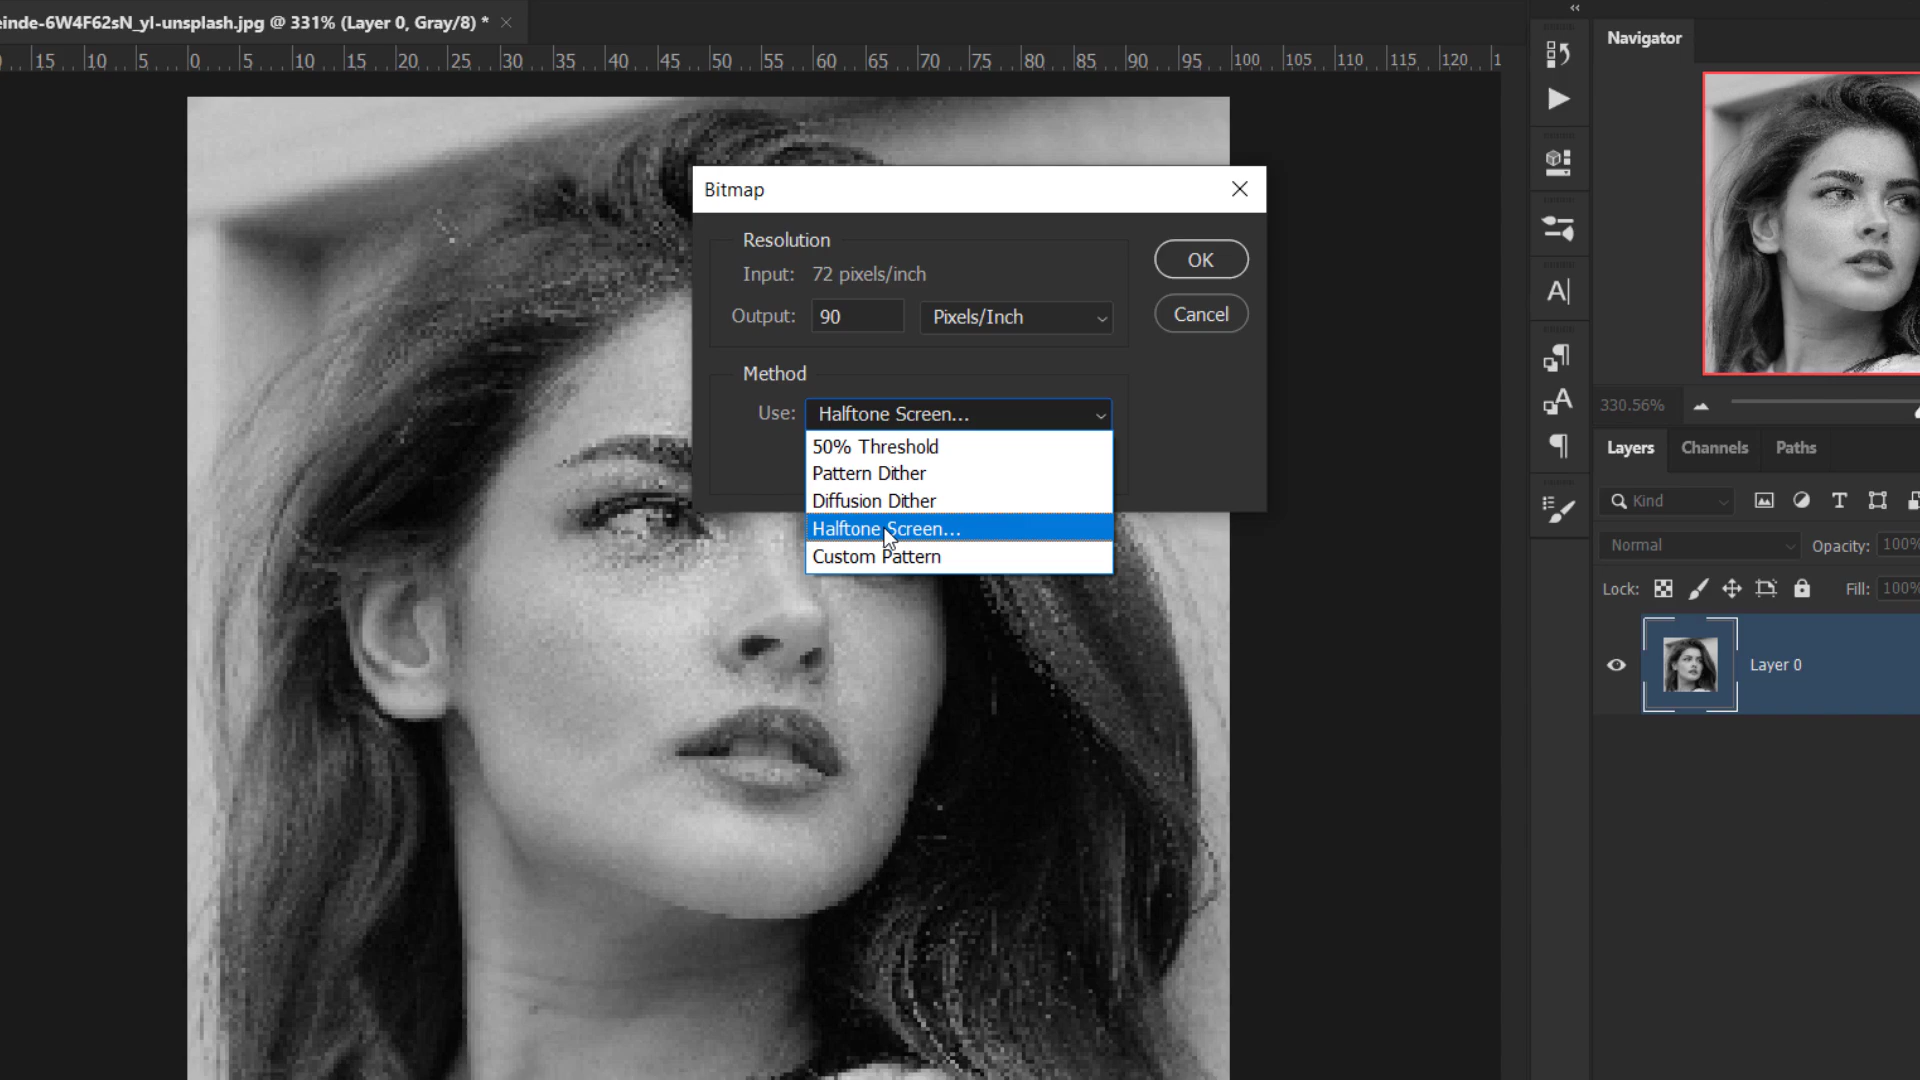 einde-6W4F62sN_yl-unsplash.jpg @ 331% (Layer 0, Gray/8) *
15 10 5 0 5 10 15 20 25 30 35 40 45 50 55 60 65 70 75 80 85 90 95 100 105 110 115 120 1
Navigator
Bitmap
Resolution
Input: 72 pixels/inch
Output: 90 Pixels/Inch
OK
Cancel
Method
Use: Halftone Screen...
50% Threshold
Pattern Dither
Diffusion Dither
Halftone Screen...
Custom Pattern
330.56%
Layers Channels Paths
Kind
Normal Opacity: 100%
Lock: Fill: 100%
Layer 0